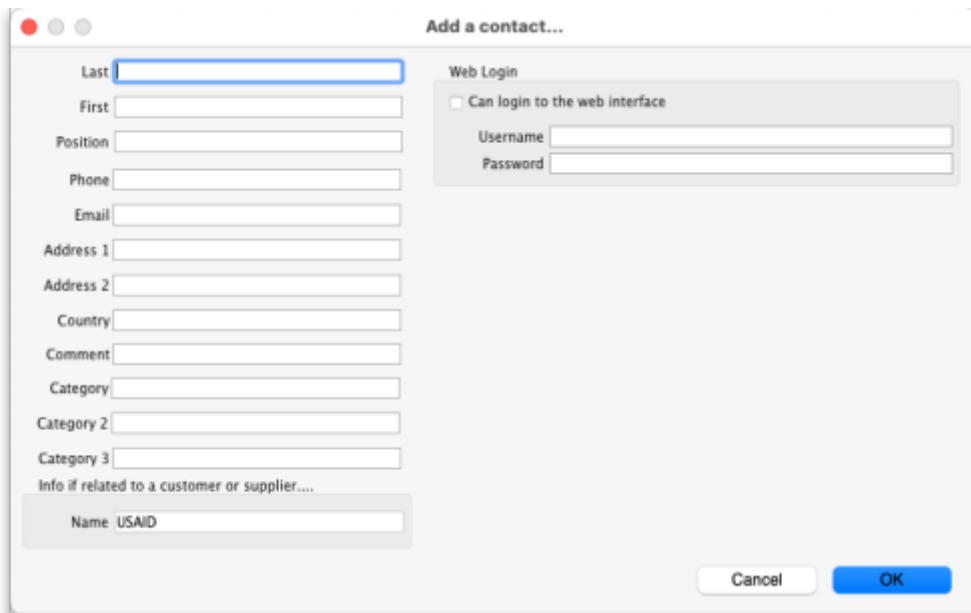 Add a contact...
Last
First
Position
Phone
Email
Address 1
Address 2
Country
Comment
Category
Category 2
Category 3
Info if related to a customer or supplier....
Name USAID
Web Login
Can login to the web interface
Username
Password
Cancel
OK